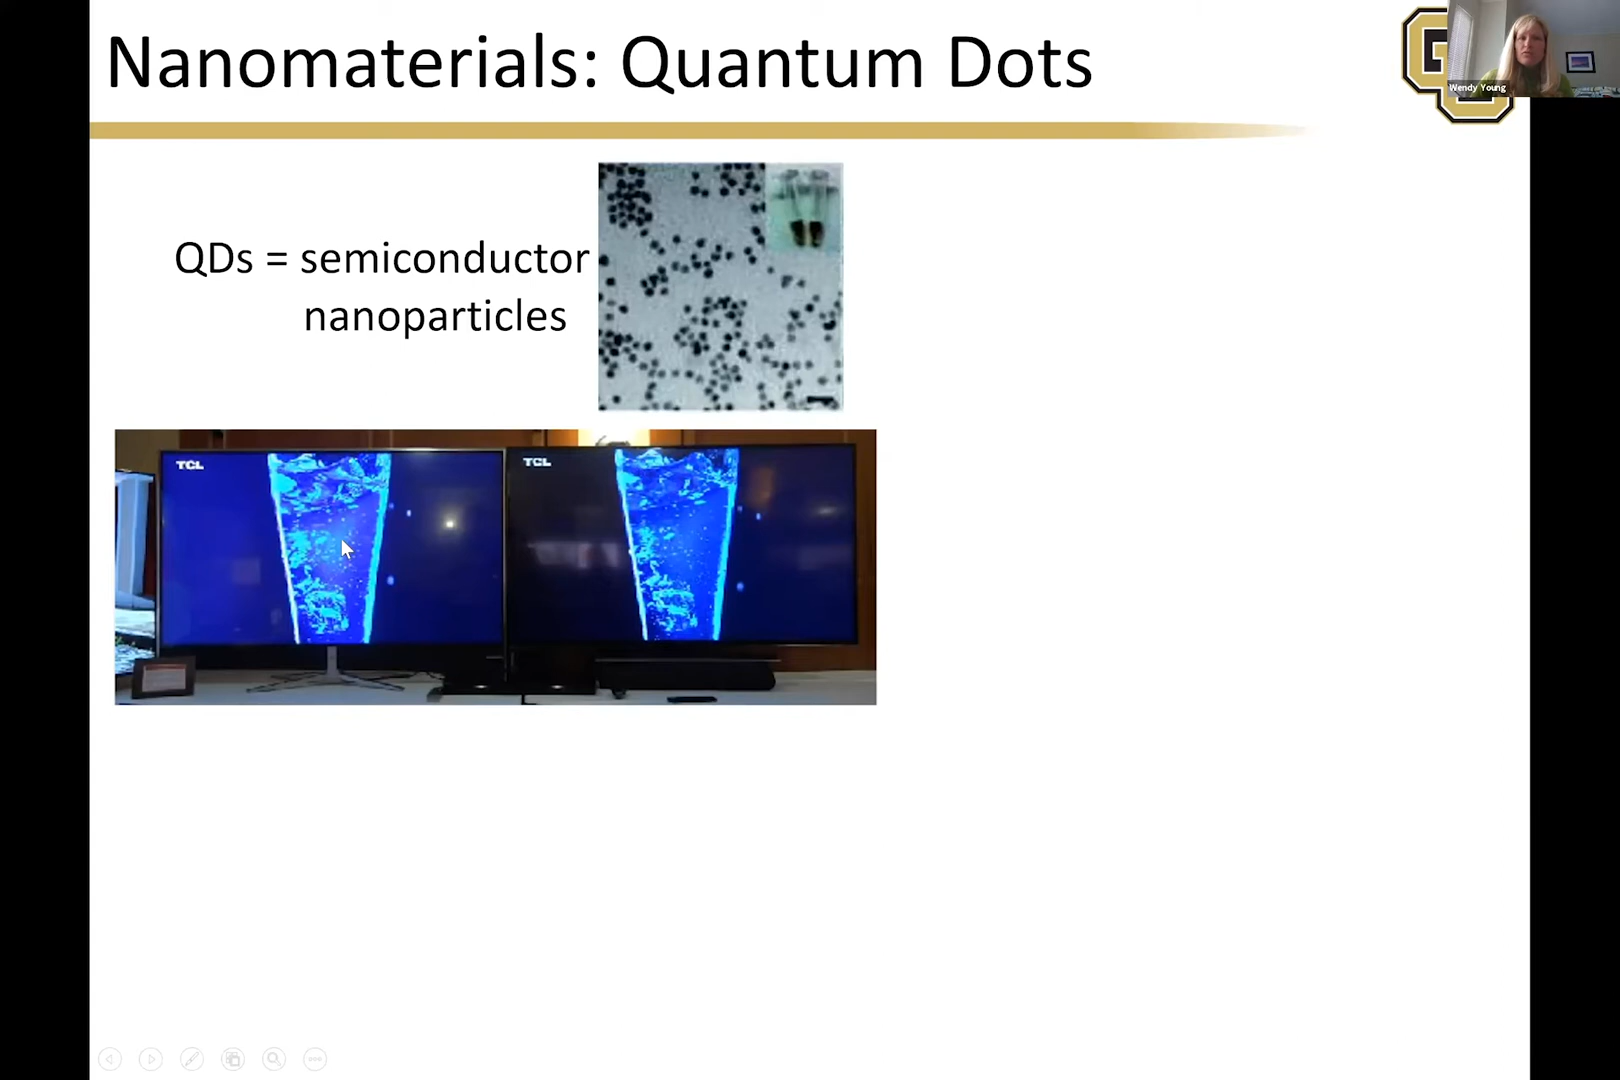 Nanomaterials: Quantum Dots
Wendy Young
QDs = semiconductor
nanoparticles
TCL
TCL